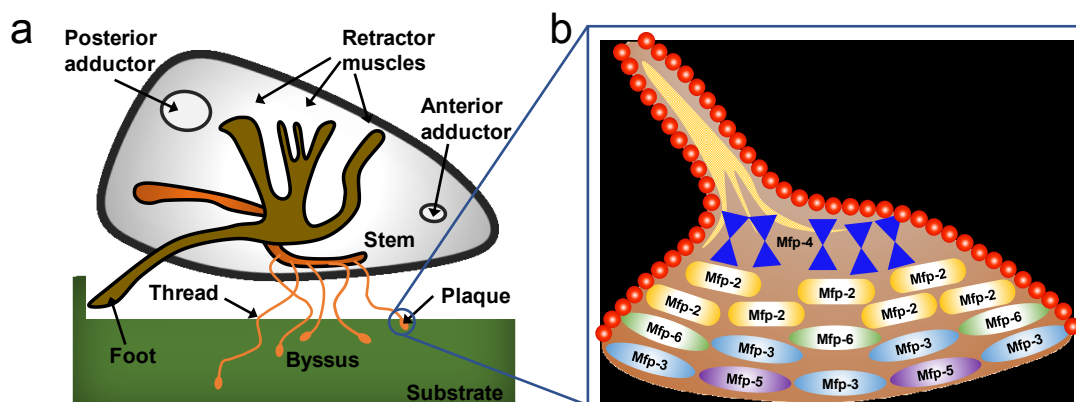 a
Posterior
adductor
Retractor
muscles
Anterior
adductor
Stem
Thread
Plaque
Foot
Byssus
Substrate
b
Mfp-4
Mfp-2
Mfp-2
Mfp-2
Mfp-2
Mfp-2
Mfp-2
Mfp-2
Mfp-6
Mfp-6
Mfp-6
Mfp-3
Mfp-3
Mfp-3
Mfp-3
Mfp-5
Mfp-3
Mfp-5